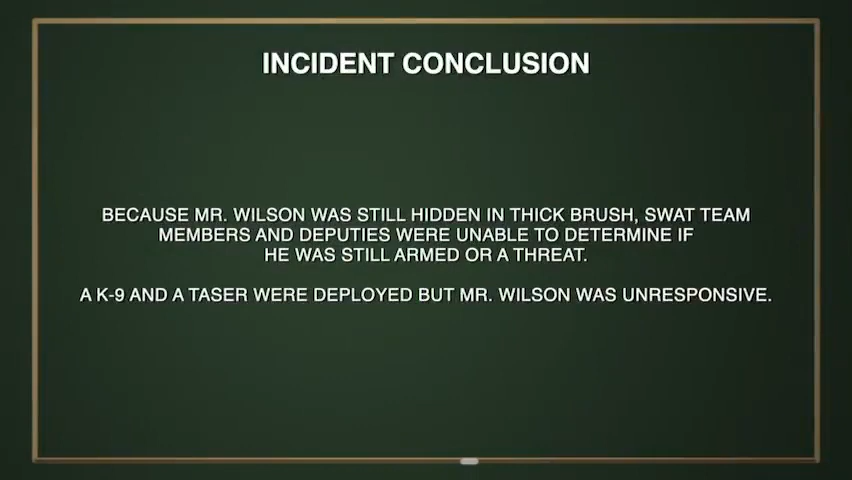 INCIDENT CONCLUSION
BECAUSE MR. WILSON WAS STILL HIDDEN IN THICK BRUSH, SWAT TEAM
MEMBERS AND DEPUTIES WERE UNABLE TO DETERMINE IF
HE WAS STILL ARMED OR A THREAT.
A K-9 AND A TASER WERE DEPLOYED BUT MR. WILSON WAS UNRESPONSIVE.